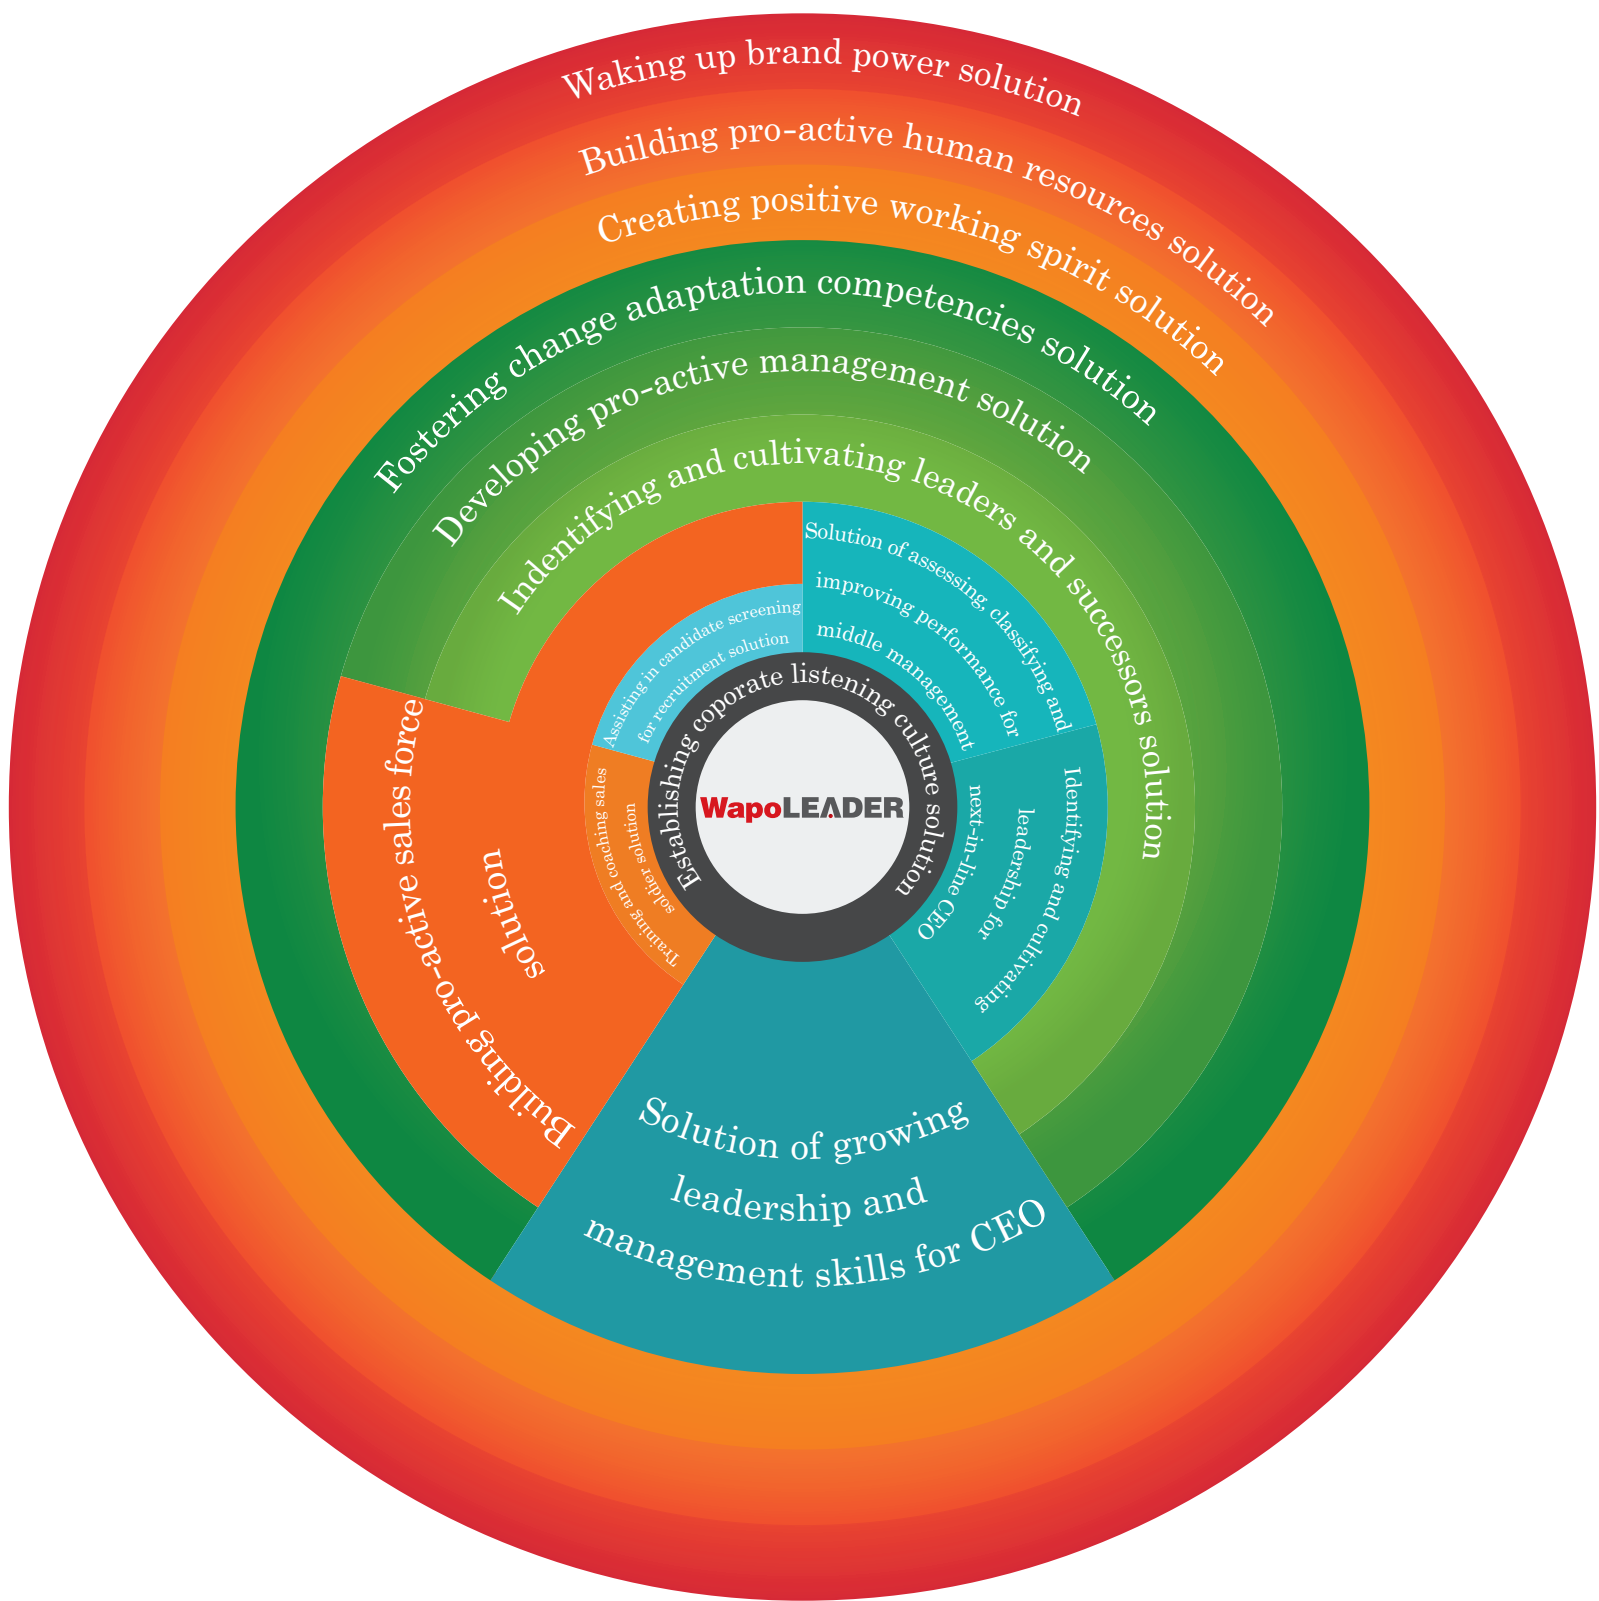 Waking up brand power solution
Building pro-active human resources solution
Creating positive working spirit solution
Fostering change adaptation competencies solution
Developing pro-active management solution
Indentifying and cultivating leaders and successors solution
Solution of assessing, classifying and
improving performance for
middle management
Assisting in candidate screening
for recruitment solution
Establishing coporate listening culture solution
WapoLEADER
Identifying and cultivating
leadership for
next-in-line CEO
Training and coaching sales
soldier solution
Building pro-active sales force
solution
Solution of growing
leadership and
management skills for CEO